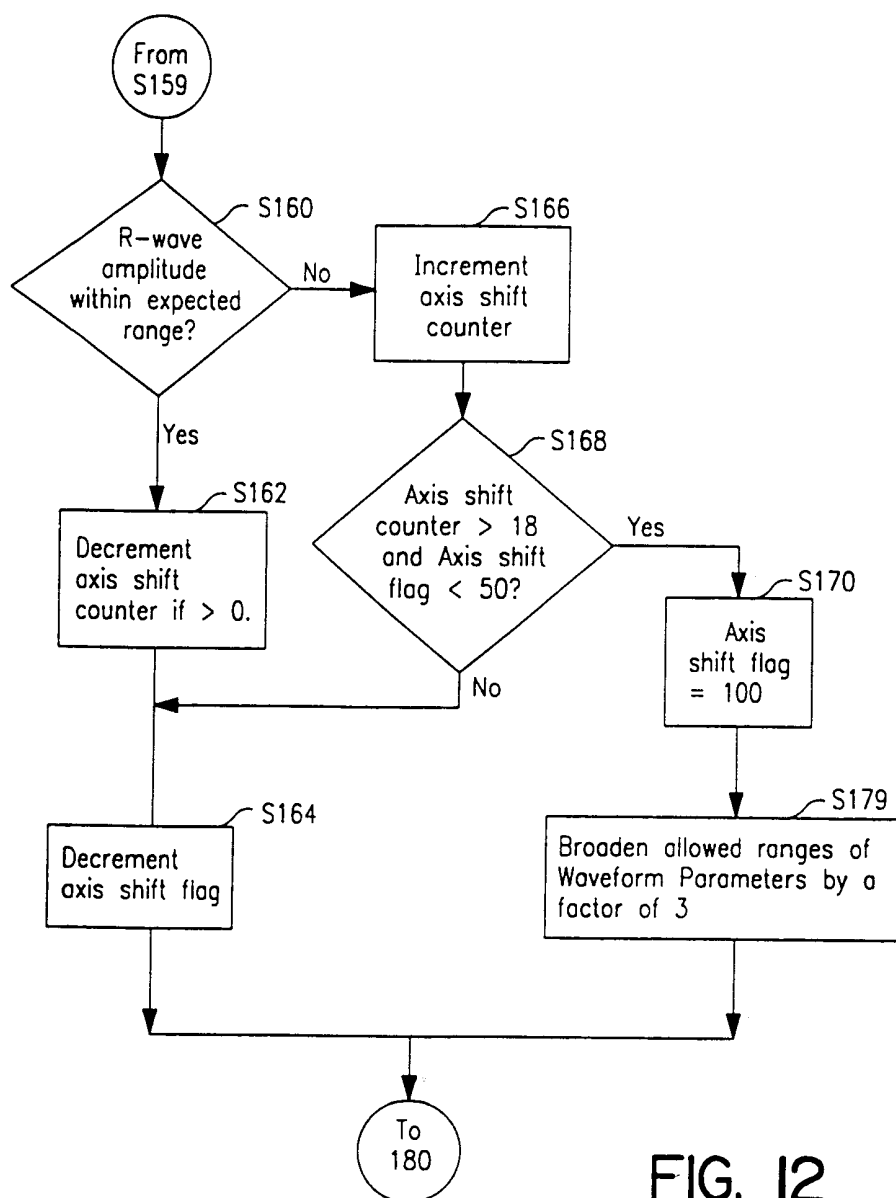 From
S159
S160
R-wave
amplitude
within expected
range?
No
Yes
S166
Increment
axis shift
counter
S168
Axis shift
counter > 18
and Axis shift
flag < 50?
Yes
No
S162
Decrement
axis shift
counter if > 0.
S170
Axis
shift flag
= 100
S164
Decrement
axis shift flag
S179
Broaden allowed ranges of
Waveform Parameters by a
factor of 3
To
180
FIG. 12